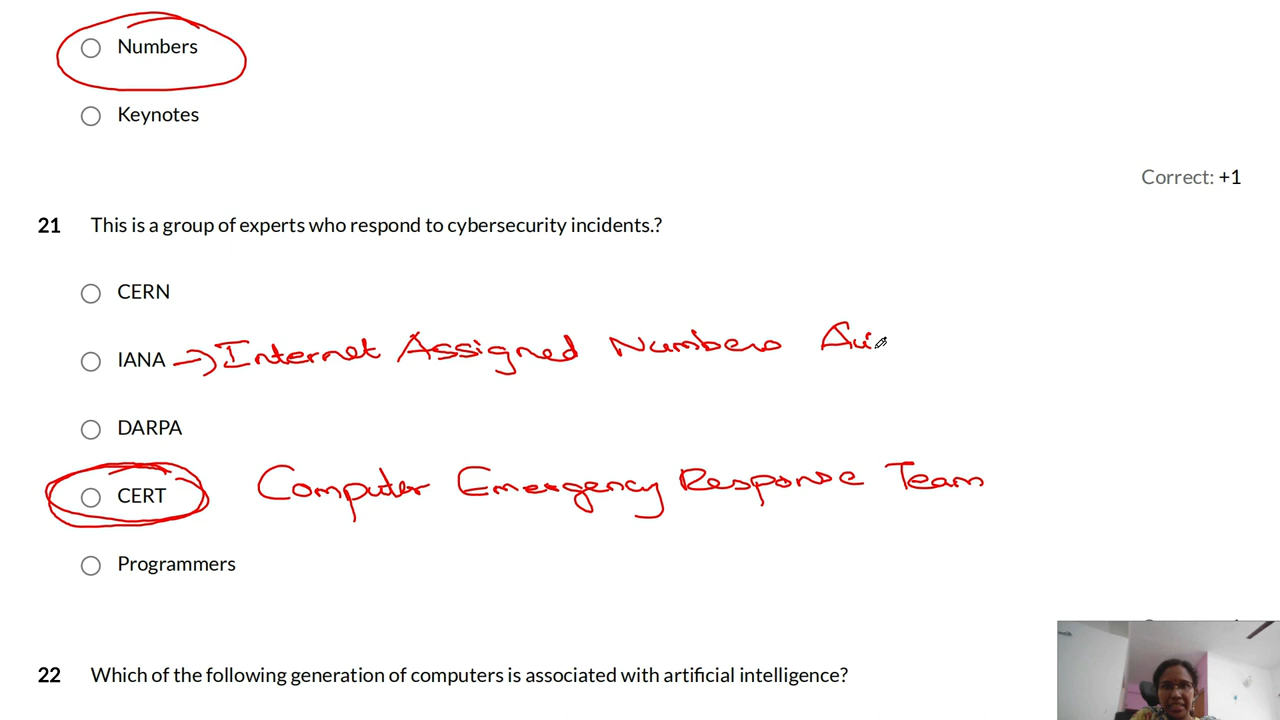 Numbers
Keynotes
Correct: +1
21 This is a group of experts who respond to cybersecurity incidents.?
CERN
IANA → Internet Assigned Numbers
DARPA
CERT Computer Emergency Response Team
Programmers
22 Which of the following generation of computers is associated with artificial intelligence?